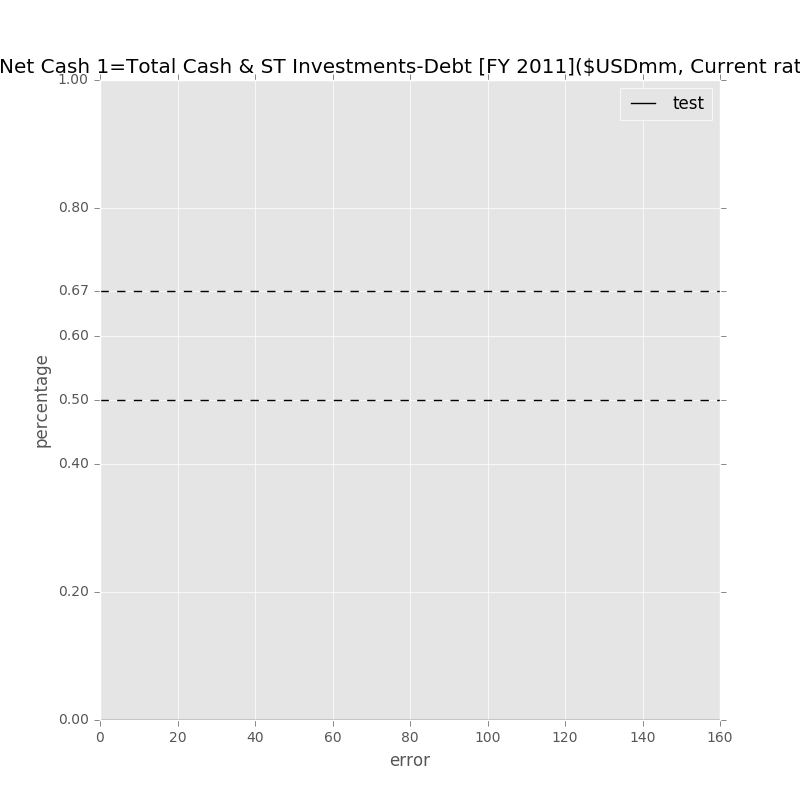 Net Cash 1=Total Cash & ST Investments-Debt [FY 2011]($USDmm, Current rat
test
1.00
0.80
0.67
0.60
0.50
0.40
0.20
0.00
percentage
0 20 40 60 80 100 120 140 160
error